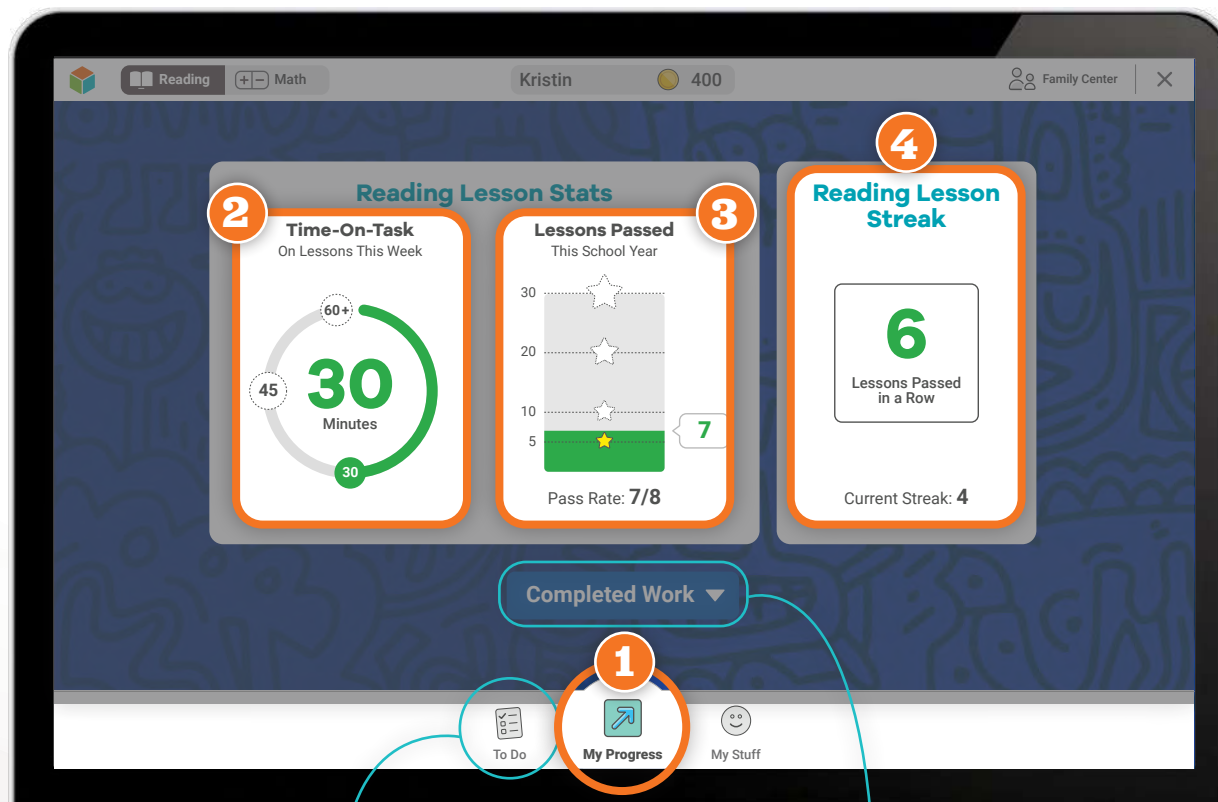 Reading
Math
Kristin
400
Family Center
4
Reading Lesson Stats
2
3
Time-On-Task
On Lessons This Week
60+
45
30
Minutes
30
Lessons Passed
This School Year
30
20
10
5
7
Pass Rate: 7/8
Reading Lesson
Streak
6
Lessons Passed
in a Row
Current Streak: 4
Completed Work
1
To Do
My Progress
My Stuff